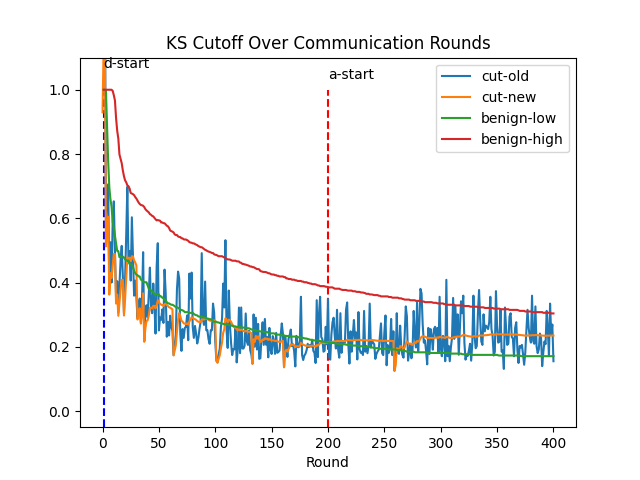 KS Cutoff Over Communication Rounds
d-start
a-start
cut-old
cut-new
benign-low
benign-high
1.0
0.8
0.6
0.4
0.2
0.0
0 50 100 150 200 250 300 350 400
Round